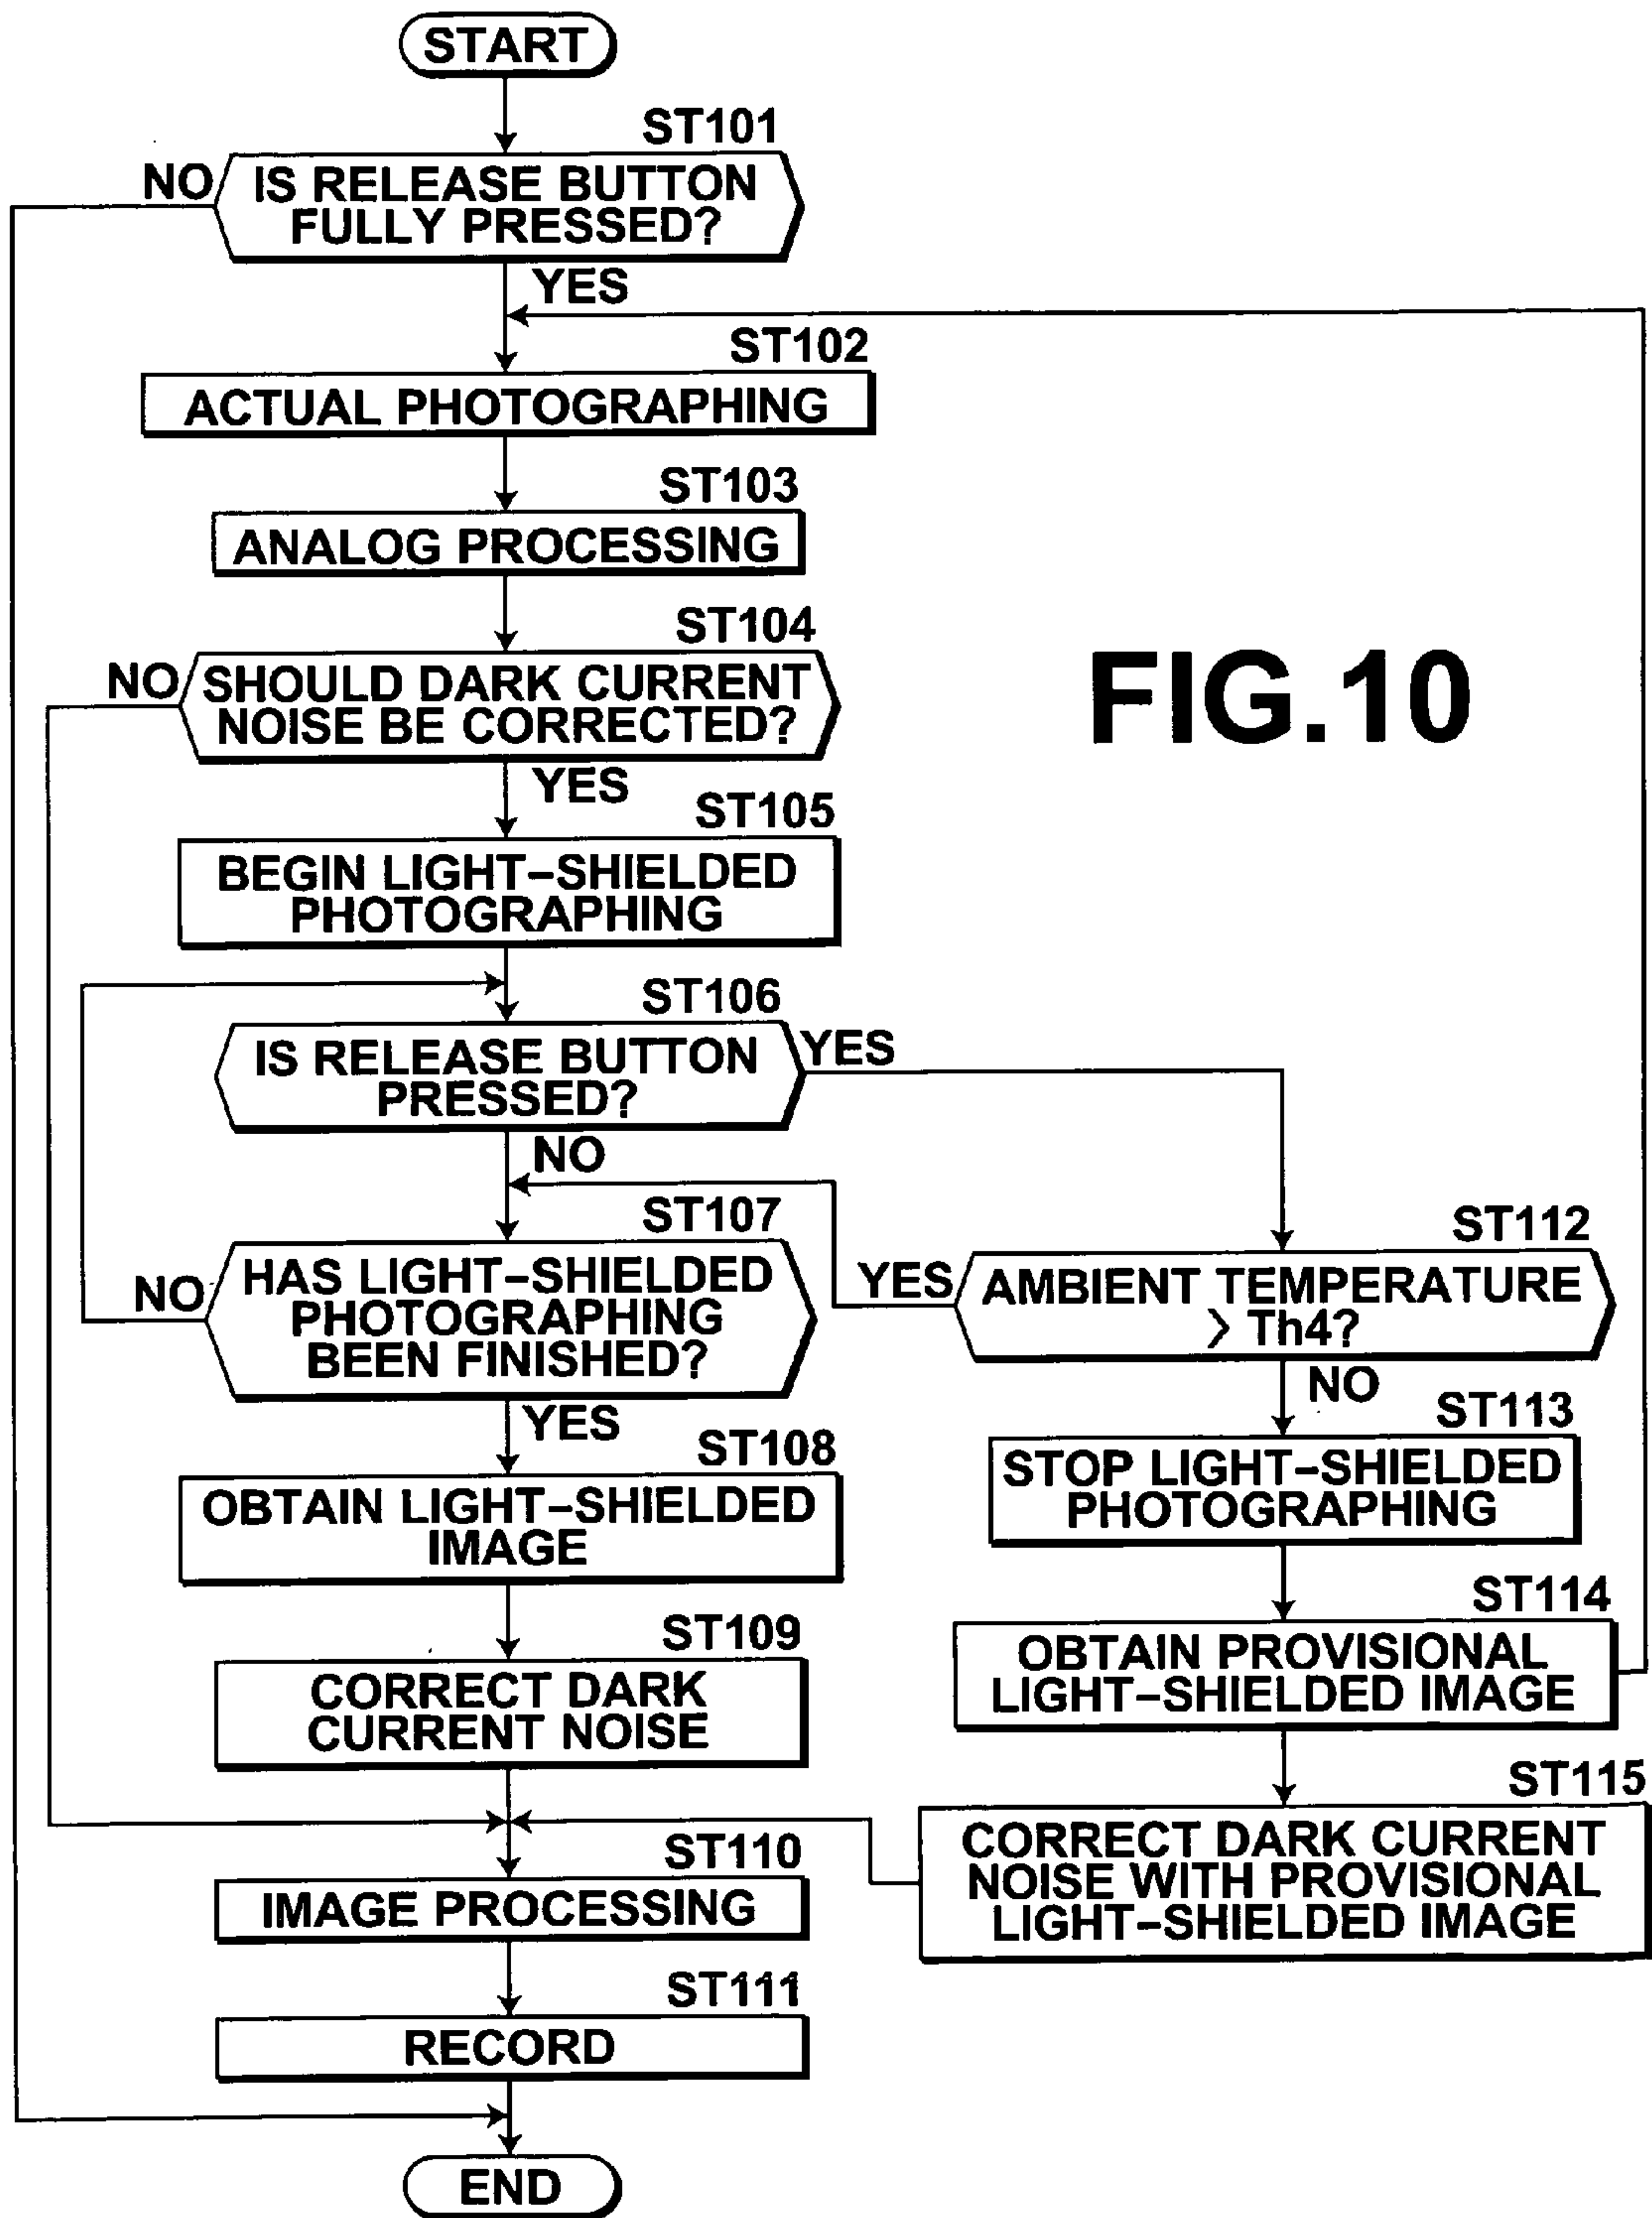 START
ST101
NO
IS RELEASE BUTTON
FULLY PRESSED?
YES
ST102
ACTUAL PHOTOGRAPHING
ST103
ANALOG PROCESSING
ST104
NO
SHOULD DARK CURRENT
NOISE BE CORRECTED?
FIG.10
YES
ST105
BEGIN LIGHT-SHIELDED
PHOTOGRAPHING
ST106
IS RELEASE BUTTON
PRESSED?
YES
NO
ST107
HAS LIGHT-SHIELDED
PHOTOGRAPHING
BEEN FINISHED?
NO
YES
ST112
AMBIENT TEMPERATURE
> Th4?
YES
NO
ST108
OBTAIN LIGHT-SHIELDED
IMAGE
ST113
STOP LIGHT-SHIELDED
PHOTOGRAPHING
ST109
CORRECT DARK
CURRENT NOISE
ST114
OBTAIN PROVISIONAL
LIGHT-SHIELDED IMAGE
ST115
CORRECT DARK CURRENT
NOISE WITH PROVISIONAL
LIGHT-SHIELDED IMAGE
ST110
IMAGE PROCESSING
ST111
RECORD
END